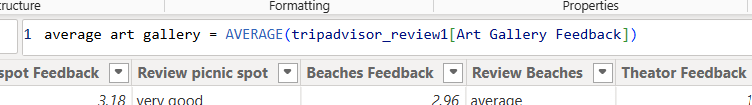 ructure Formatting Properties
1 average art gallery = AVERAGE(tripadvisor_review1[Art Gallery Feedback])
spot Feedback Review picnic spot Beaches Feedback Review Beaches Theator Feedback
3.18 very good 2.96 average